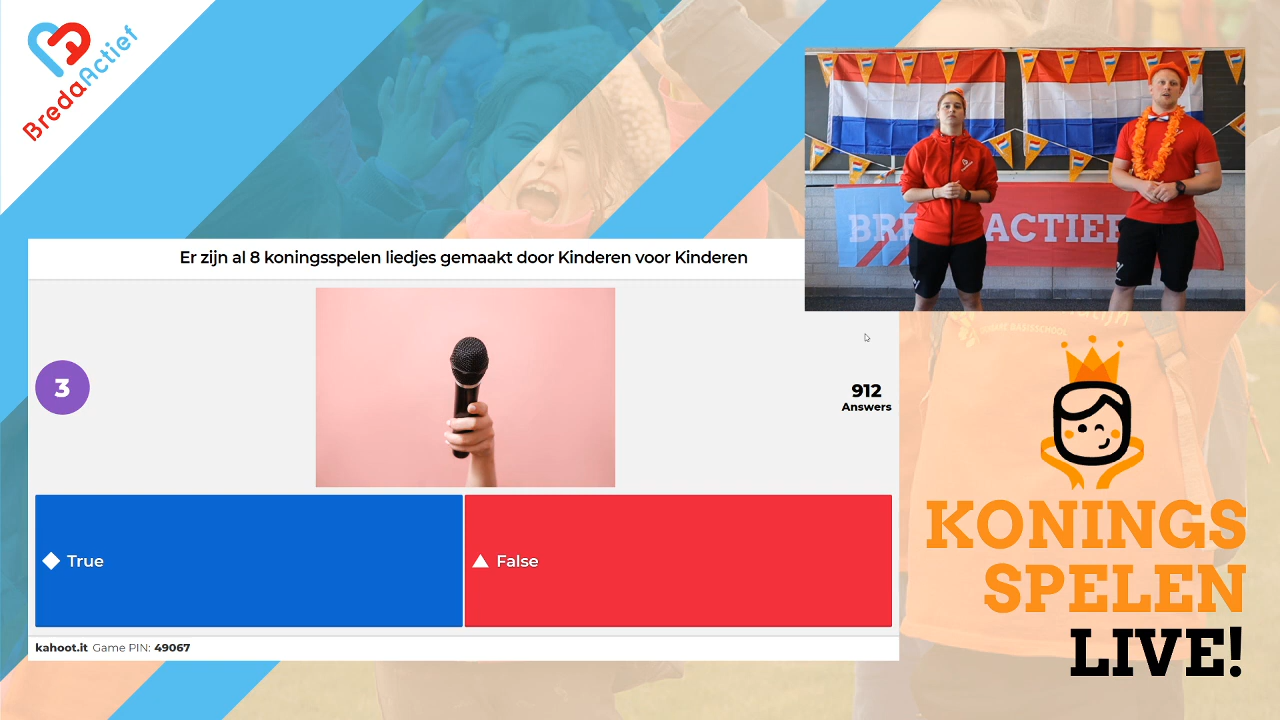 BredaActief
Er zijn al 8 koningsspelen liedjes gemaakt door Kinderen voor Kinderen
3
912
Answers
True
False
kahoot.it Game PIN: 49067
ACTIEF
KONINGS
SPELEN
LIVE!